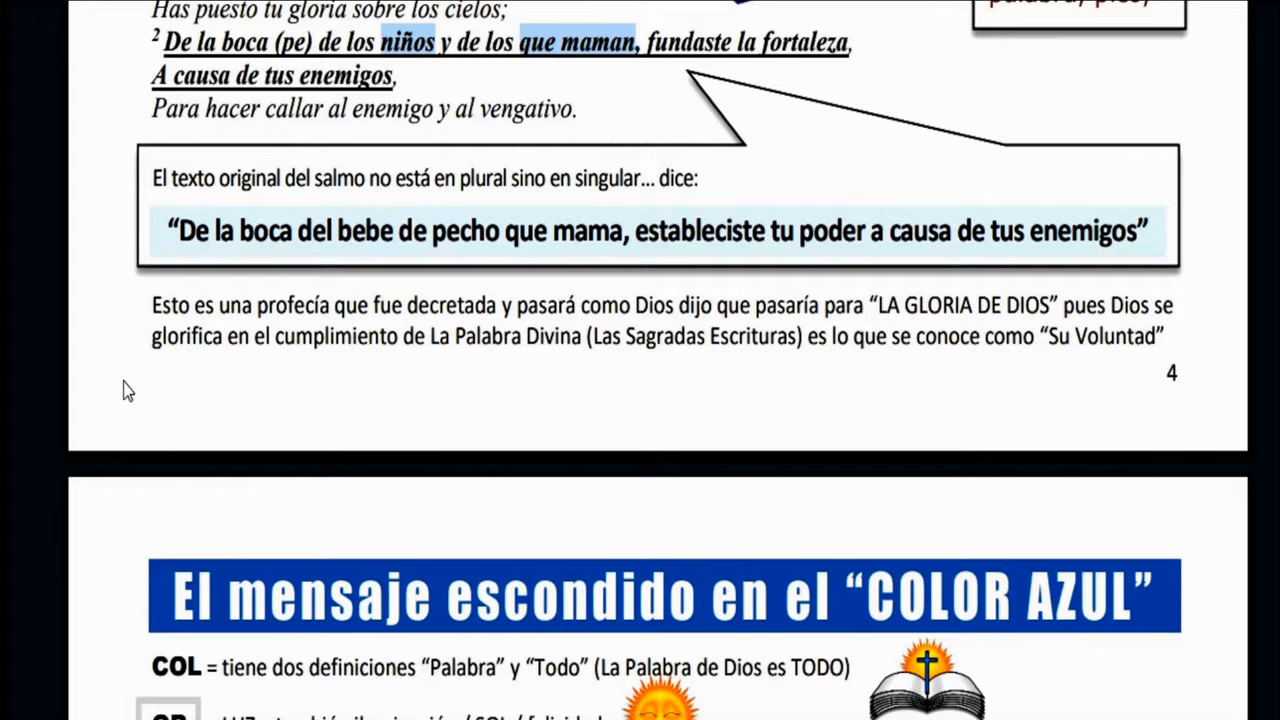 Has puesto tu gloria sobre los cielos;
2 De la boca (pe) de los niños y de los que maman, fundaste la fortaleza,
A causa de tus enemigos,
Para hacer callar al enemigo y al vengativo.
El texto original del salmo no está en plural sino en singular... dice:
“De la boca del bebe de pecho que mama, estableciste tu poder a causa de tus enemigos”
Esto es una profecía que fue decretada y pasará como Dios dijo que pasaría para “LA GLORIA DE DIOS” pues Dios se
glorifica en el cumplimiento de La Palabra Divina (Las Sagradas Escrituras) es lo que se conoce como “Su Voluntad”
4
El mensaje escondido en el “COLOR AZUL”
COL = tiene dos definiciones “Palabra” y “Todo” (La Palabra de Dios es TODO)